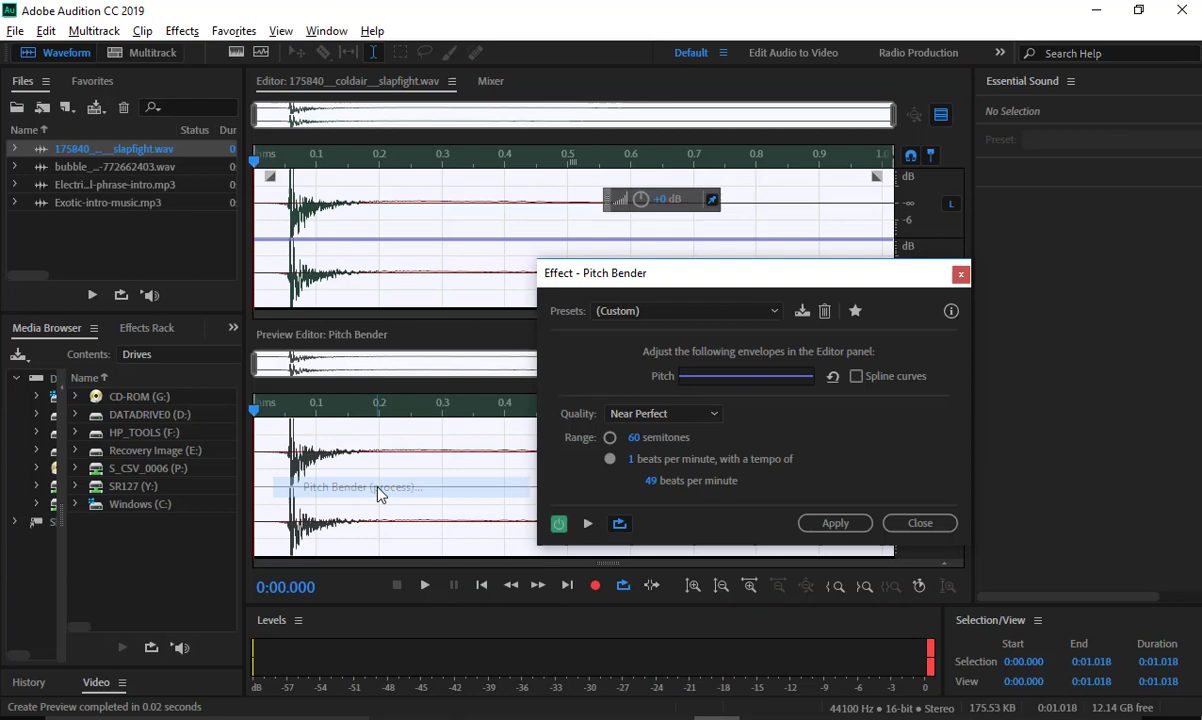 Au Adobe Audition CC 2019
File Edit Multitrack Clip Effects Favorites View Window Help
Waveform Multitrack Default Edit Audio to Video Radio Production Search Help
Files Favorites
Name Status Dur
175840_-__slapfight.wav 0:
bubble_...-772662403.wav 0:
Electri...l-phrase-intro.mp3 0:
Exotic-intro-music.mp3 0:
Media Browser Effects Rack
Contents: Drives
D Name
CD-ROM (G:)
DATADRIVE0 (D:)
HP_TOOLS (F:)
Recovery Image (E:)
S_CSV_0006 (P:)
SR127 (Y:)
Windows (C:)
History Video
Create Preview completed in 0.02 seconds
Editor: 175840__coldair__slapfight.wav Mixer
hms 0.1 0.2 0.3 0.4 0.5 0.6 0.7 0.8 0.9 1.0
dB
-∞
-6
dB
L
+0 dB
Preview Editor: Pitch Bender
hms 0.1 0.2 0.3 0.4
Pitch Bender (process)...
Effect - Pitch Bender
Presets: (Custom)
Adjust the following envelopes in the Editor panel:
Pitch Spline curves
Quality: Near Perfect
Range: 60 semitones
1 beats per minute, with a tempo of
49 beats per minute
Apply Close
0:00.000
Levels
dB -57 -54 -51 -48 -45 -42 -39 -36 -33 -30 -27 -24 -21 -18 -15 -12 -9 -6 -3 0
Essential Sound
No Selection
Preset:
Selection/View
Start End Duration
Selection 0:00.000 0:01.018 0:01.018
View 0:00.000 0:01.018 0:01.018
44100 Hz • 16-bit • Stereo 175.53 KB 0:01.018 12.14 GB free